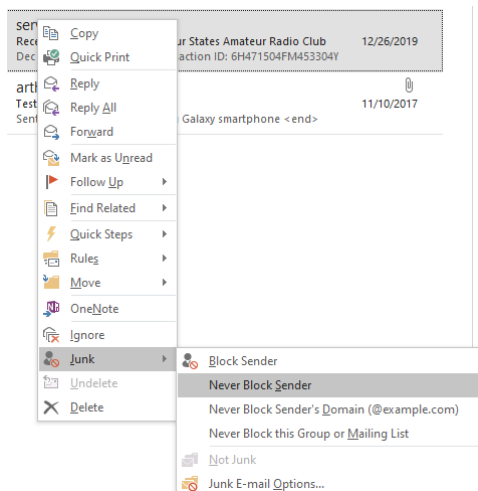 Copy
Rece ur States Amateur Radio Club 12/26/2019
Quick Print
Dec action ID: 6H471504FM453304Y
Reply
Reply All
Test 11/10/2017
Forward
Sent Galaxy smartphone <end>
Mark as Unread
Follow Up
Find Related
Quick Steps
Rules
Move
OneNote
Ignore
Junk
Undelete
Delete
Block Sender
Never Block Sender
Never Block Sender's Domain (@example.com)
Never Block this Group or Mailing List
Not Junk
Junk E-mail Options...